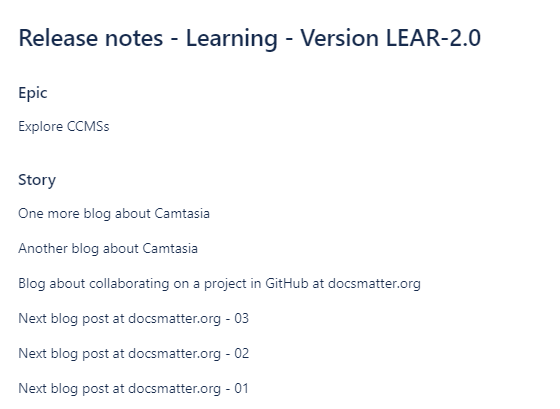 Release notes - Learning - Version LEAR-2.0
Epic
Explore CCMSs
Story
One more blog about Camtasia
Another blog about Camtasia
Blog about collaborating on a project in GitHub at docsmatter.org
Next blog post at docsmatter.org - 03
Next blog post at docsmatter.org - 02
Next blog post at docsmatter.org - 01